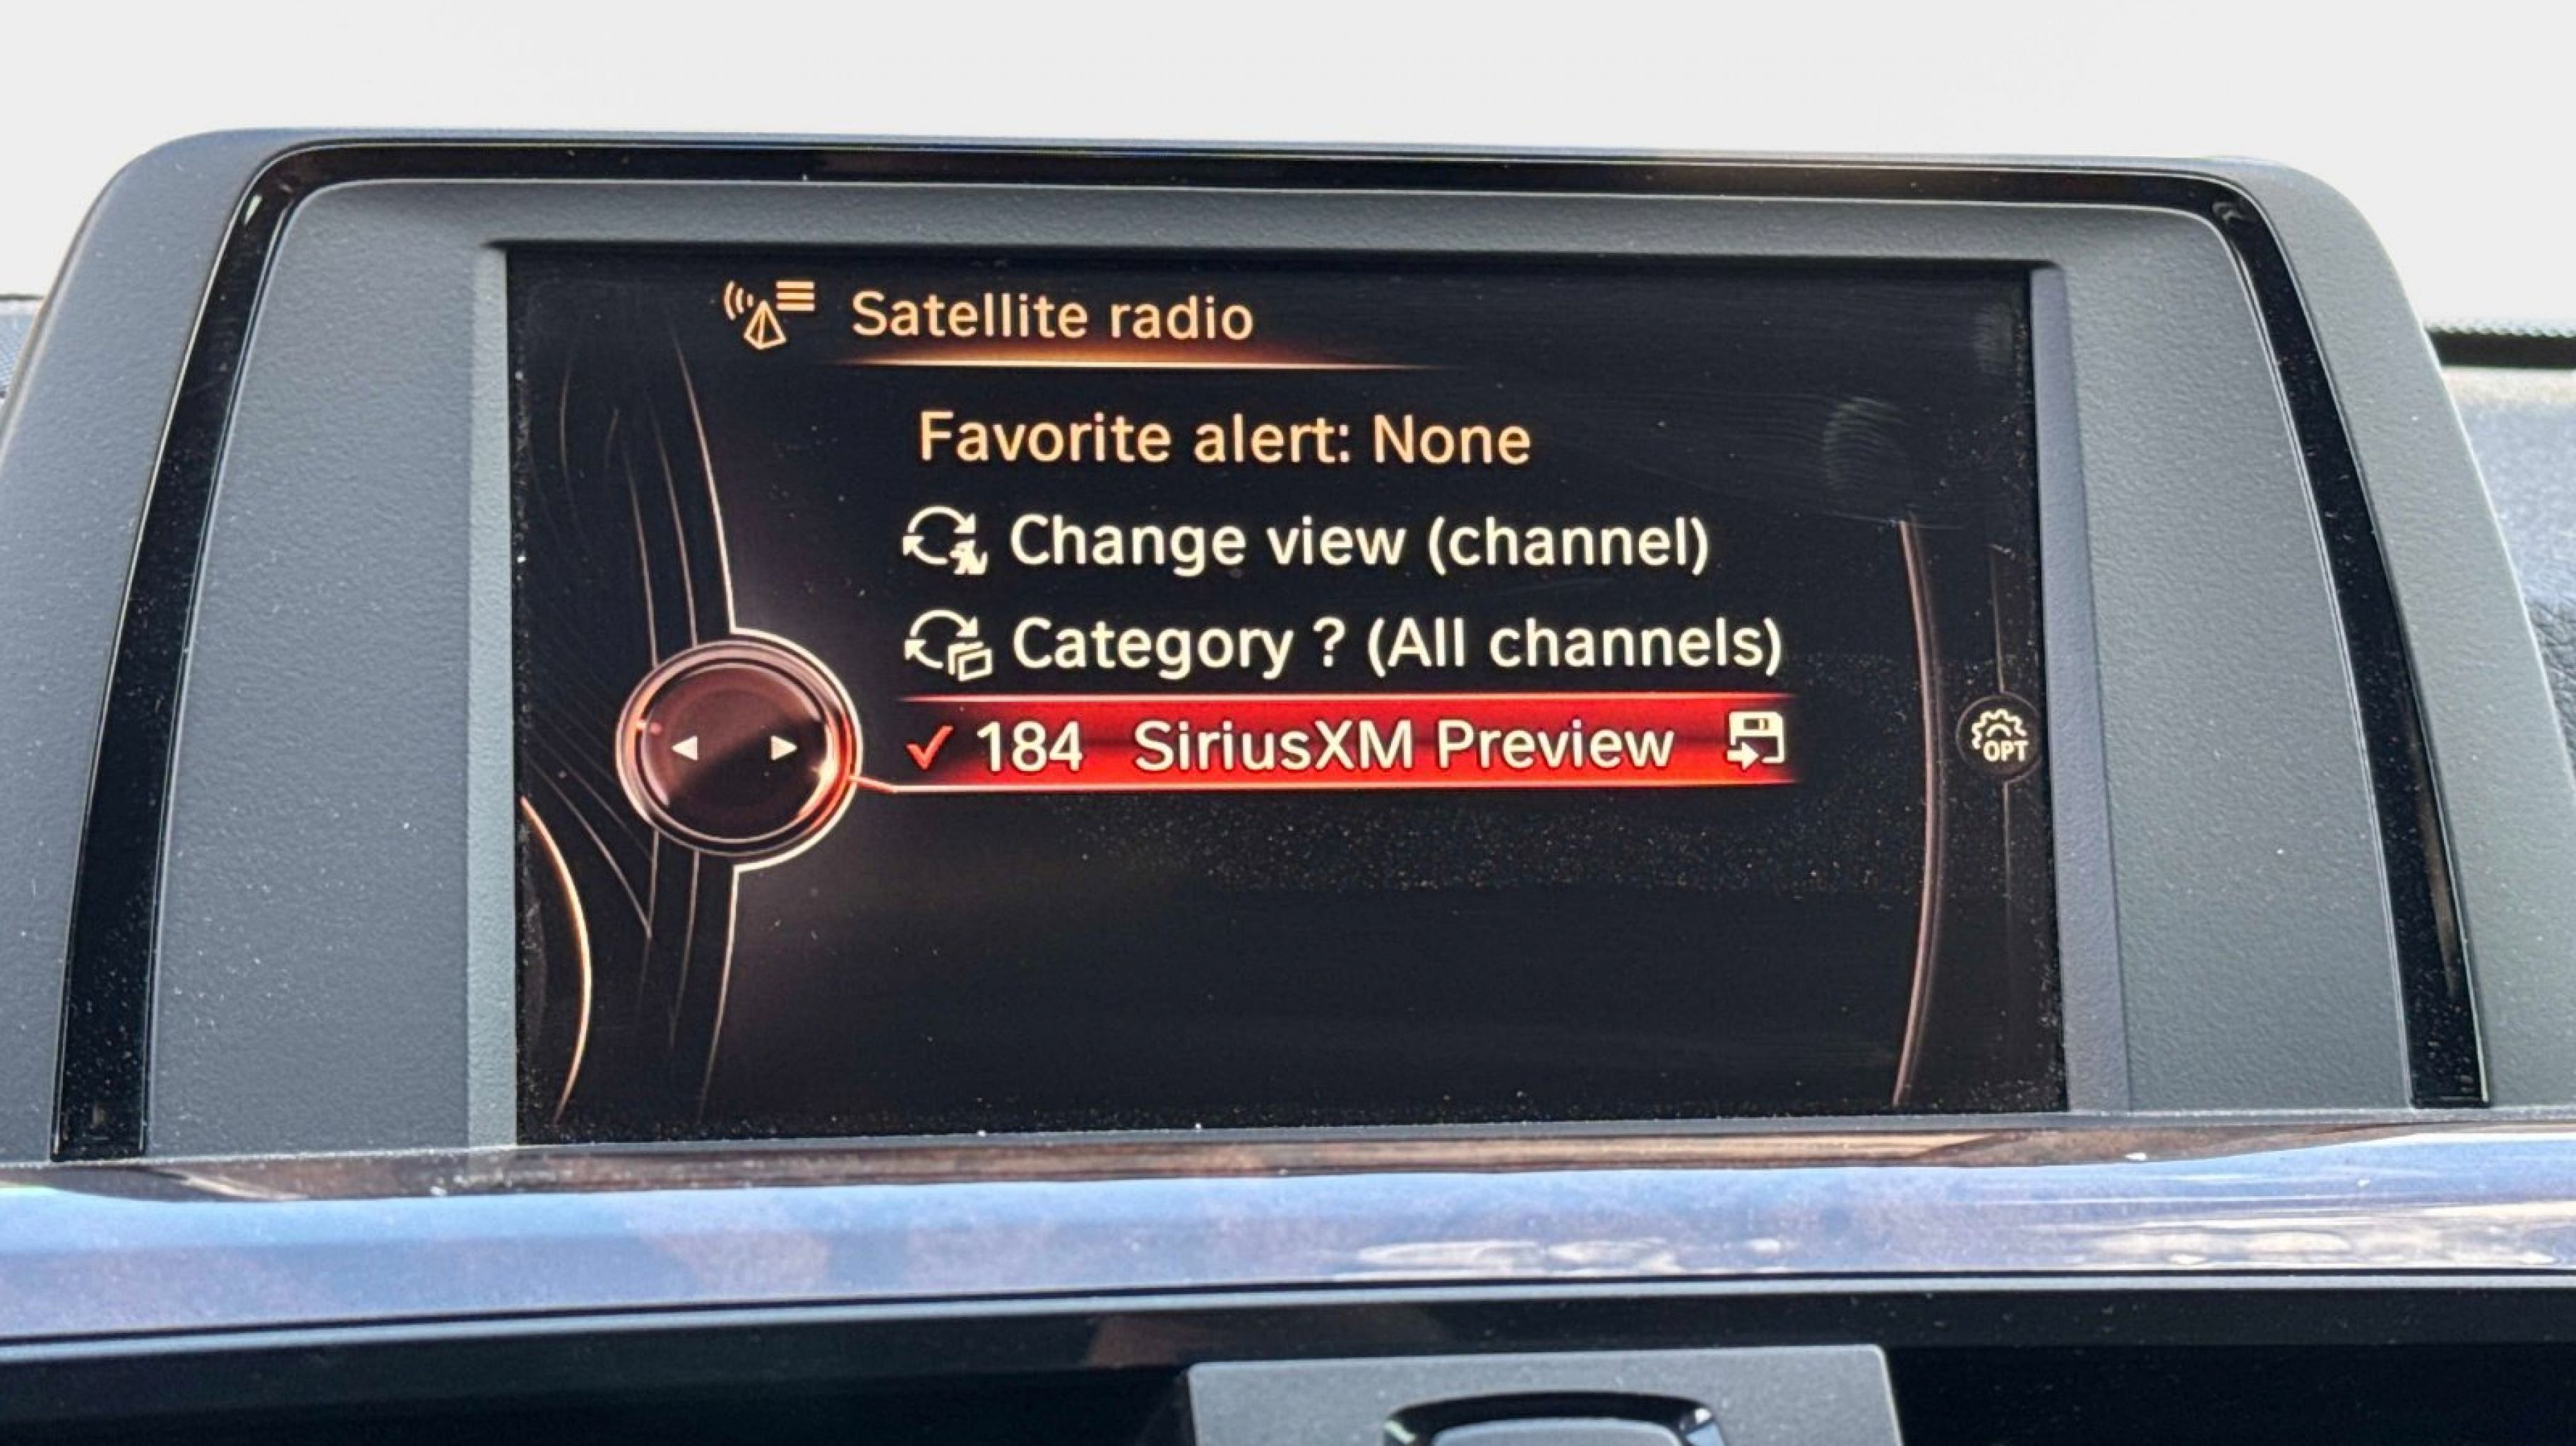 Satellite radio
Favorite alert: None
Change view (channel)
Category ? (All channels)
184 SiriusXM Preview
OPT